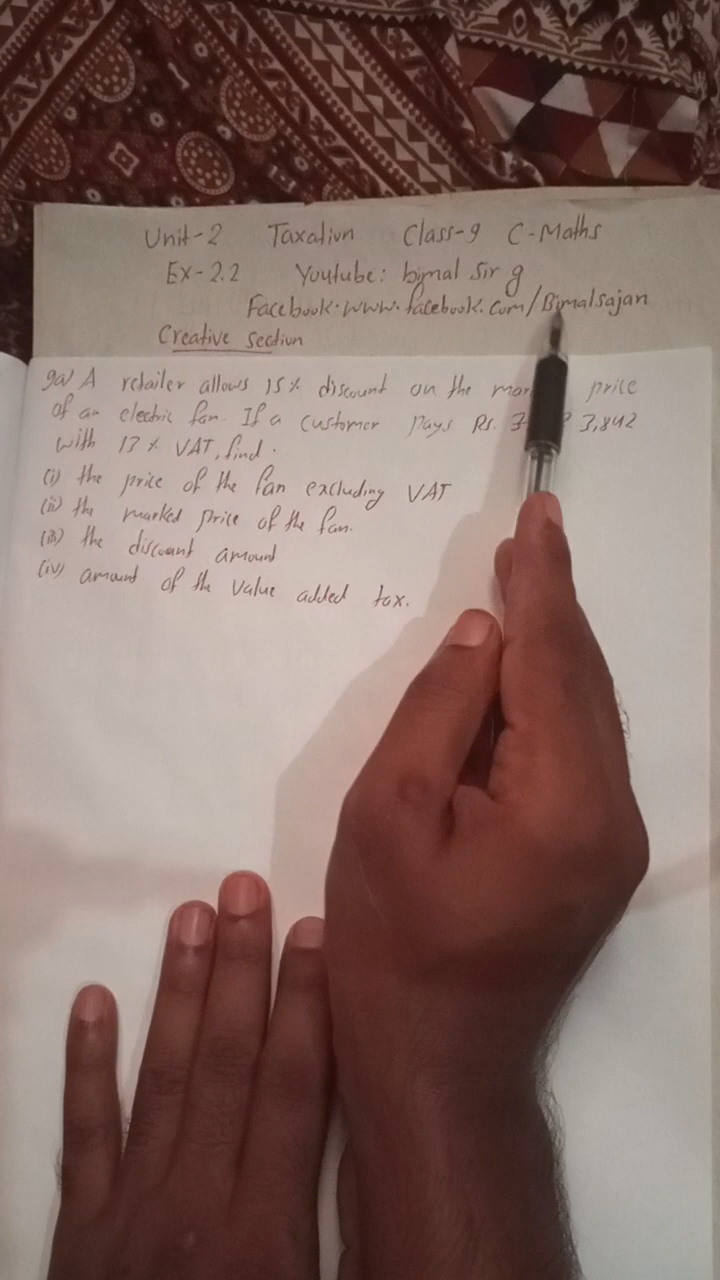 Unit-2 Taxation Class-9 C-Maths
Ex-2.2 Youtube: bimal sir g
Facebook.www.facebook.com/Bimalsajan
Creative section
9a) A retailer allows 15% discount on the price
of an electric fan. If a customer pays Rs. 3,842
with 13% VAT, find.
(i) the price of the fan excluding VAT
(ii) the marked price of the fan.
(iii) the discount amount
(iv) amount of the value added tax.